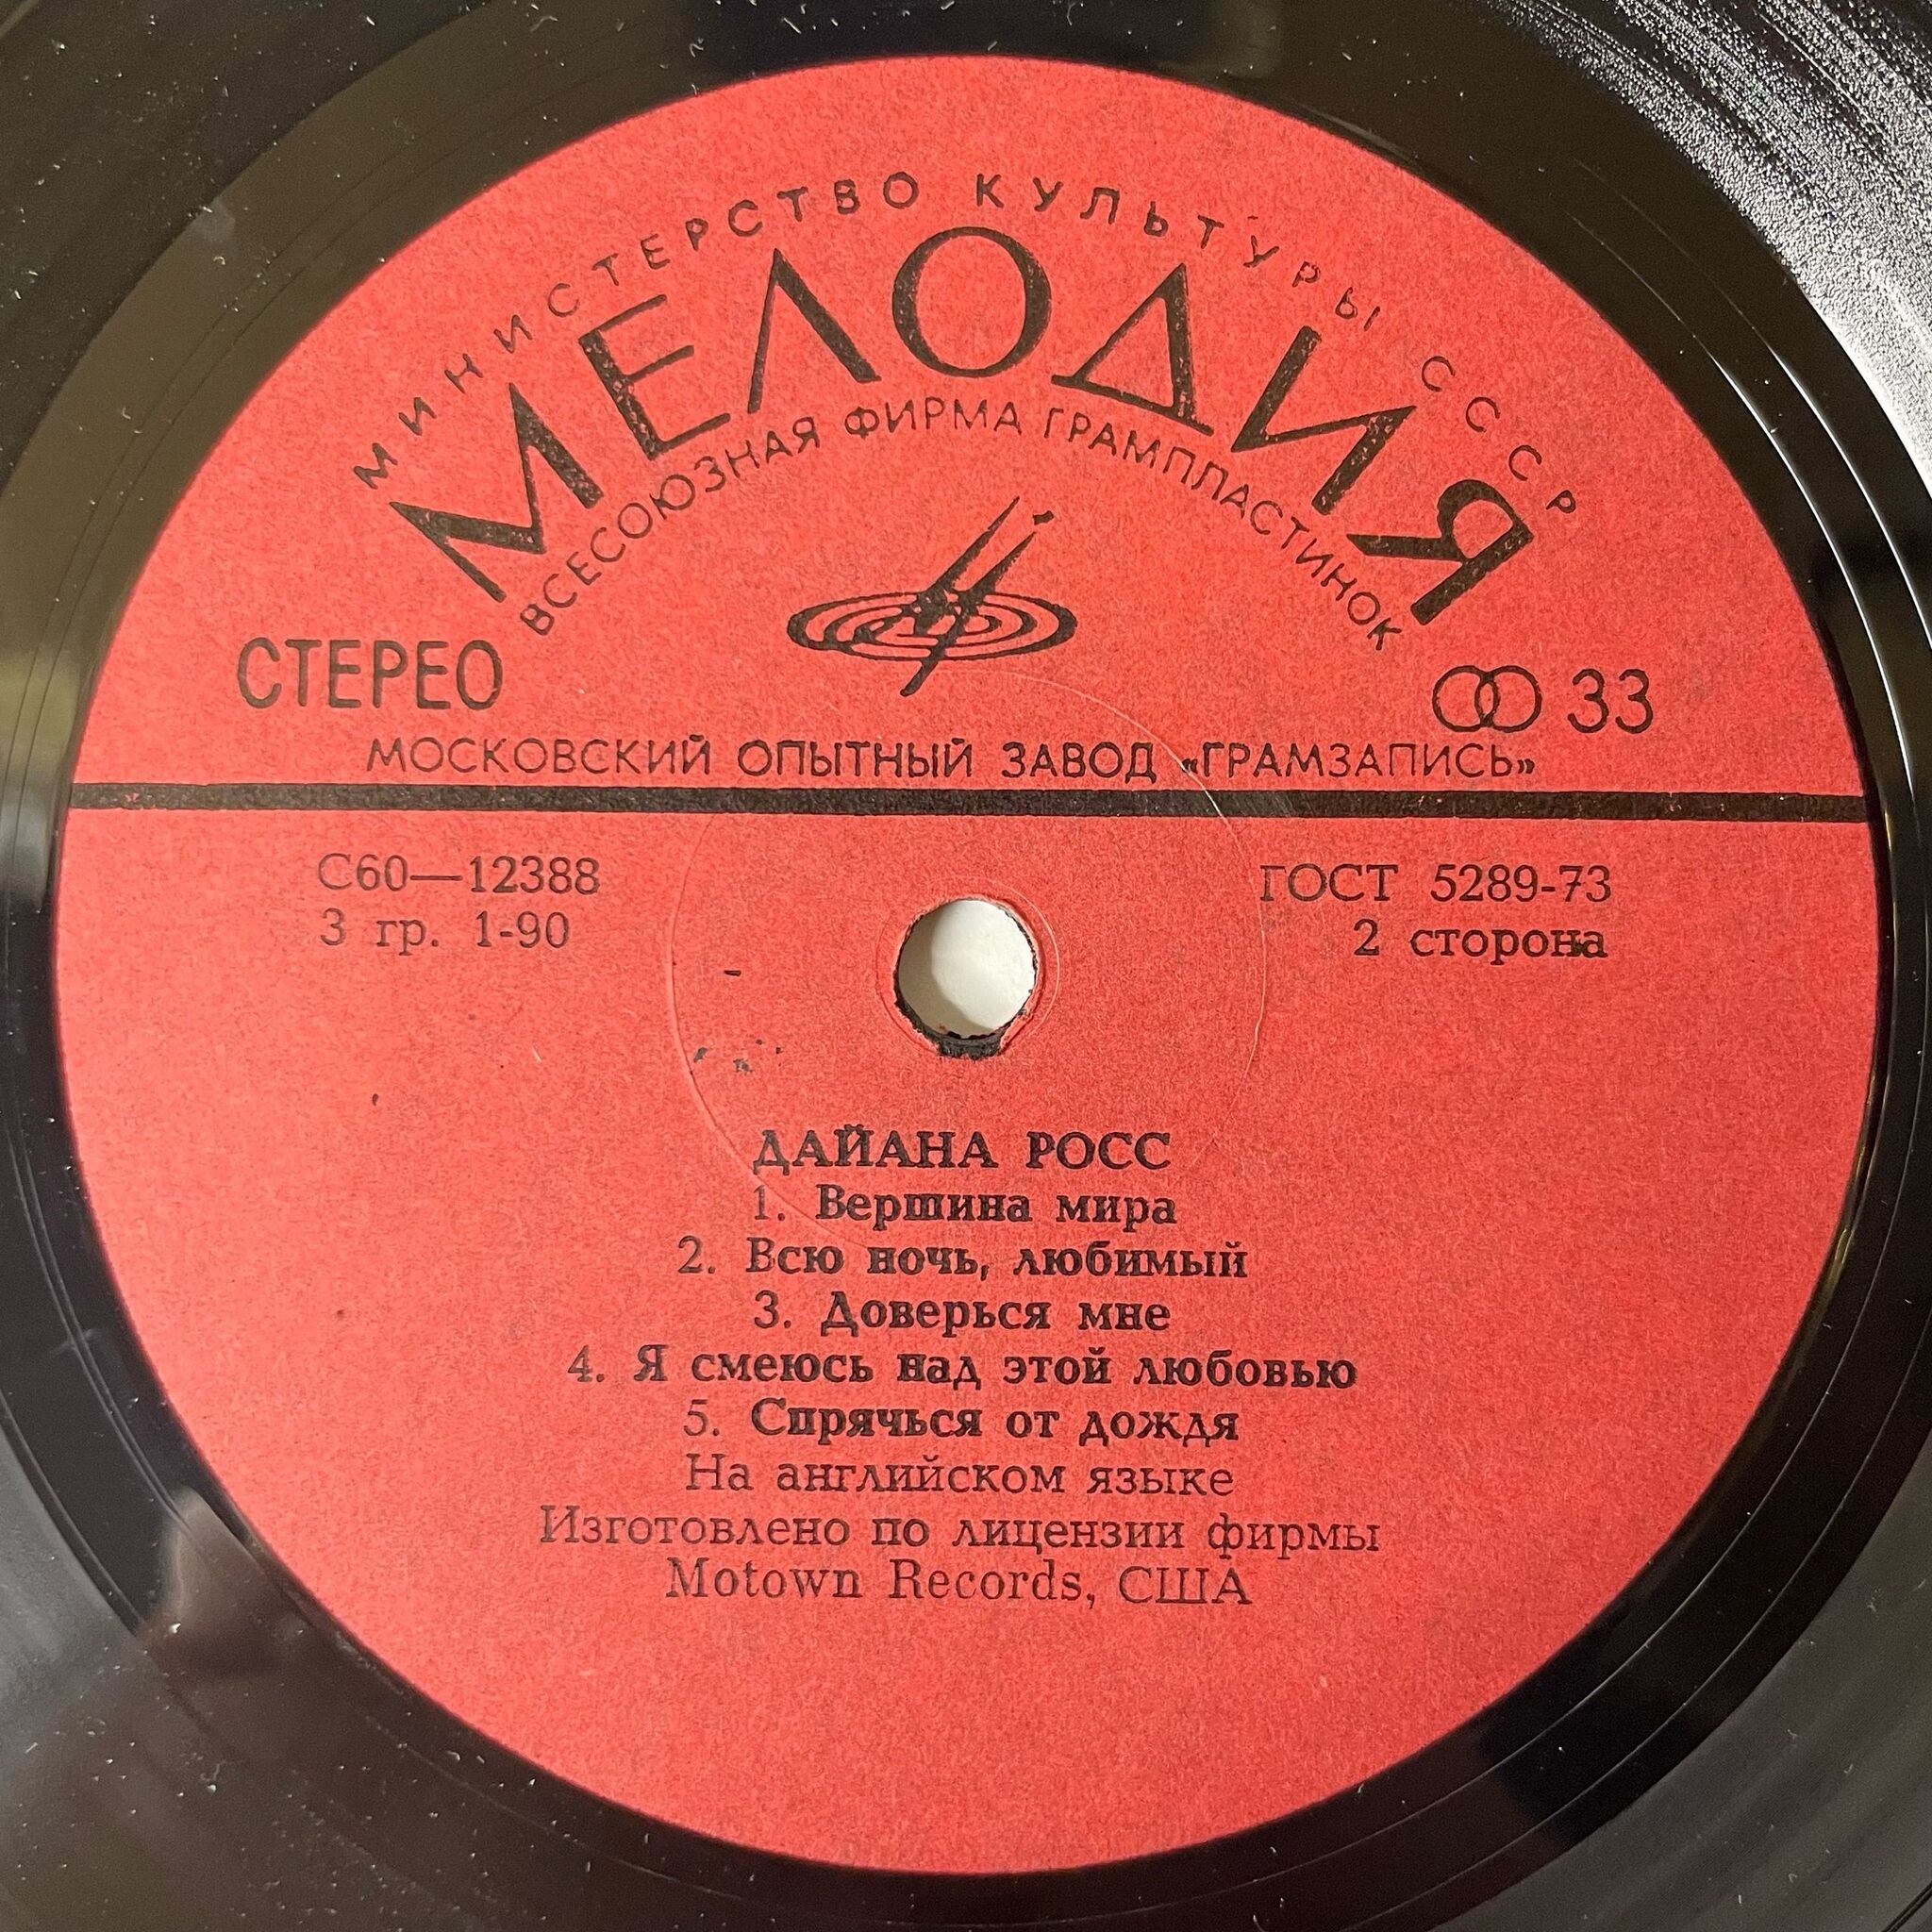 МИНИСТЕРСТВО КУЛЬТУРЫ СССР
МЕЛОДИЯ
ВСЕСОЮЗНАЯ ФИРМА ГРАМПЛАСТИНОК
СТЕРЕО
33
МОСКОВСКИЙ ОПЫТНЫЙ ЗАВОД «ГРАМЗАПИСЬ»
С60—12388
ГОСТ 5289-73
3 гр. 1-90
2 сторона
ДАЙАНА РОСС
1. Вершина мира
2. Всю ночь, любимый
3. Доверься мне
4. Я смеюсь над этой любовью
5. Спрячься от дождя
На английском языке
Изготовлено по лицензии фирмы
Motown Records, США